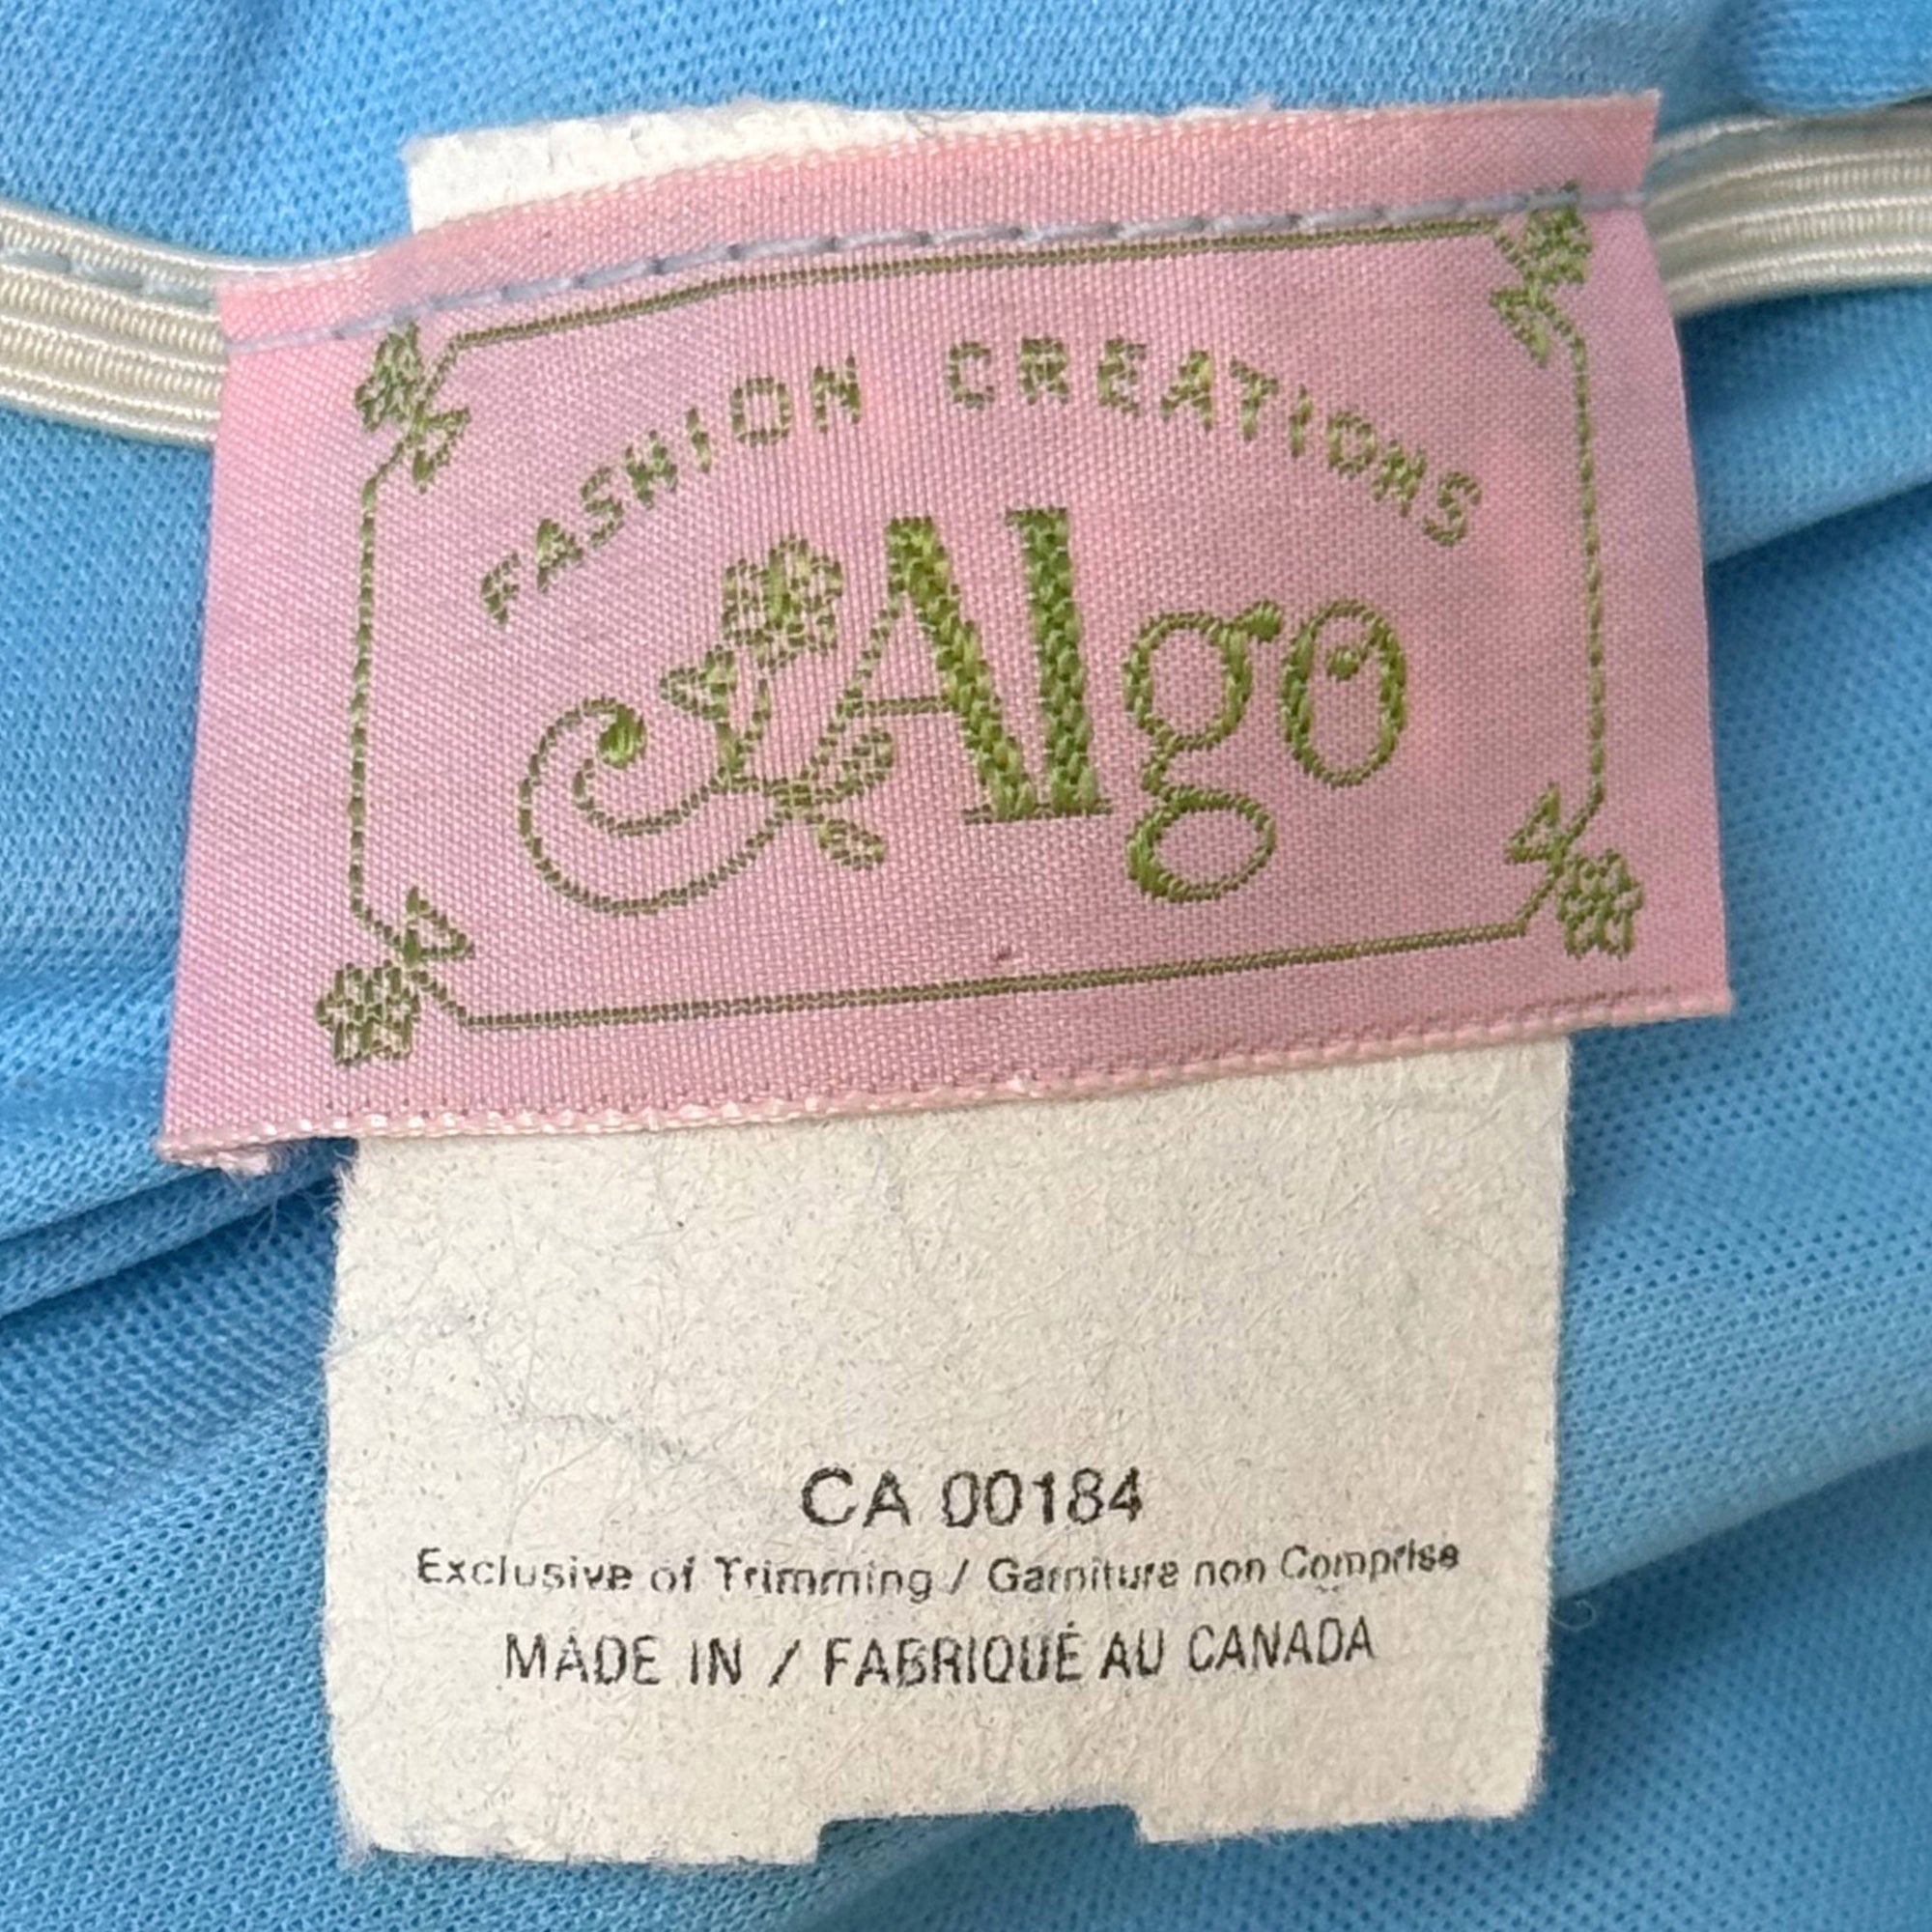 FASHION CREATIONS
Algo
CA 00184
Exclusive of Trimming / Garniture non Comprise
MADE IN / FABRIQUÉ AU CANADA